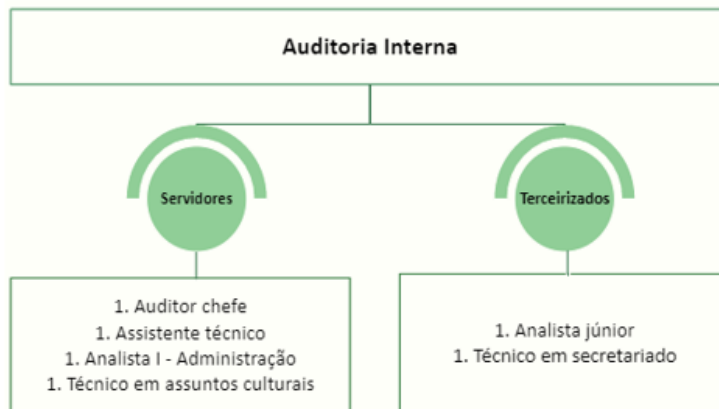 Auditoria Interna
Servidores
Terceirizados
1. Auditor chefe
1. Assistente técnico
1. Analista I - Administração
1. Técnico em assuntos culturais
1. Analista júnior
1. Técnico em secretariado